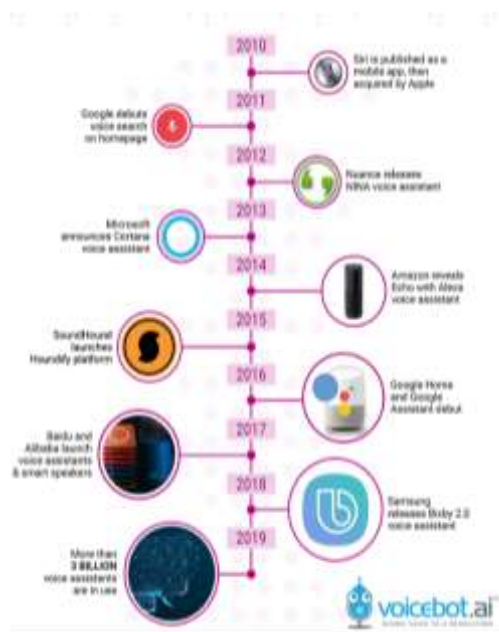 2010
Siri is published as a
mobile app, then
acquired by Apple
2011
Google debuts
voice search
on homepage
2012
Nuance releases
NINA voice assistant
2013
Microsoft
announces Cortana
voice assistant
2014
Amazon reveals
Echo with Alexa
voice assistant
2015
SoundHound
launches
Houndify platform
2016
Google Home
and Google
Assistant debut
2017
Baidu and
Alibaba launch
voice assistants
& smart speakers
2018
Samsung
releases Bixby 2.0
voice assistant
2019
More than
3 BILLION
voice assistants
are in use
voicebot.ai